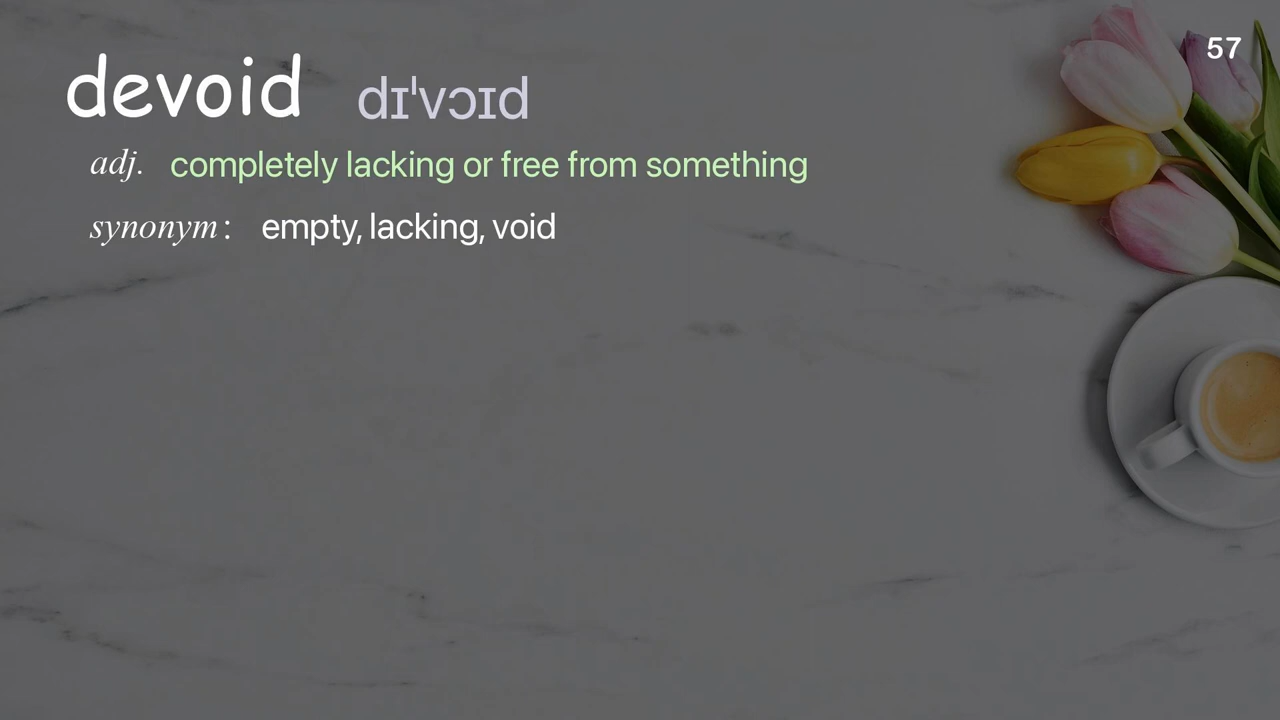 57
devoid dɪˈvɔɪd
adj. completely lacking or free from something
synonym: empty, lacking, void